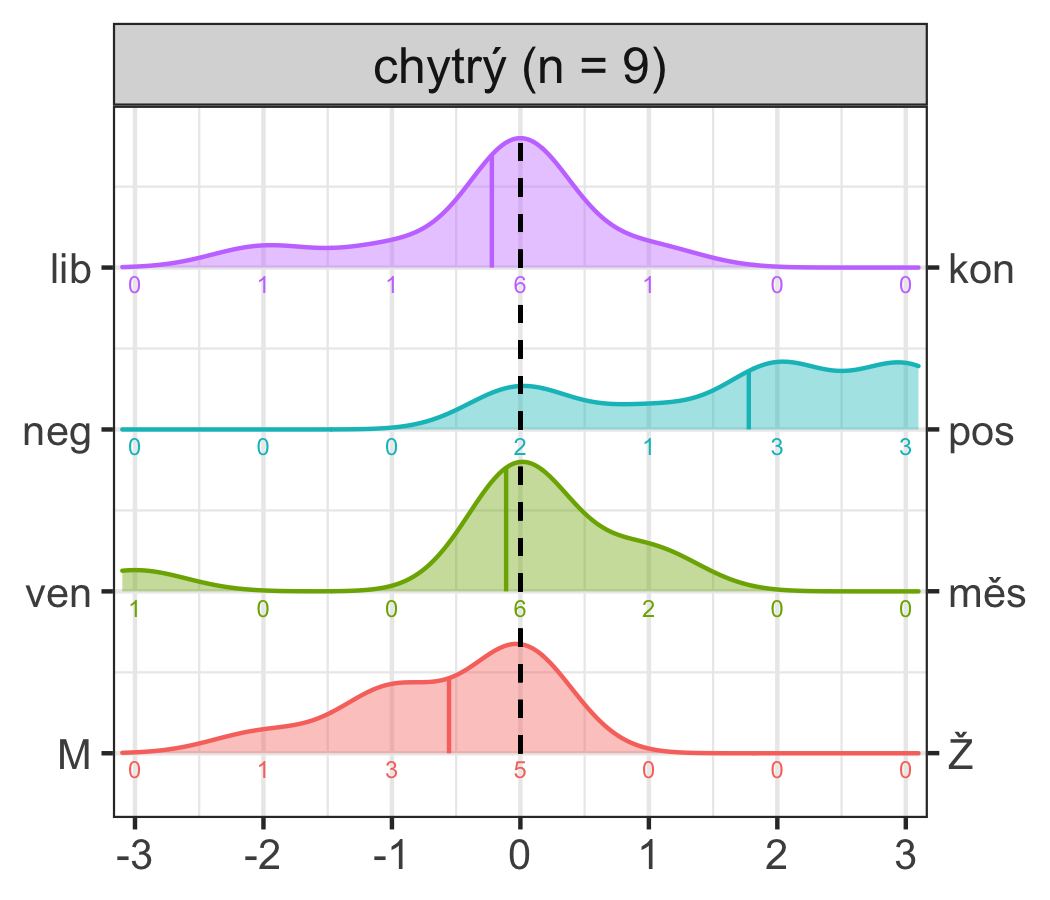 chytrý (n = 9)
lib kon
0 1 1 6 1 0 0
neg pos
0 0 0 2 1 3 3
ven měs
1 0 0 6 2 0 0
M Ž
0 1 3 5 0 0 0
-3 -2 -1 0 1 2 3